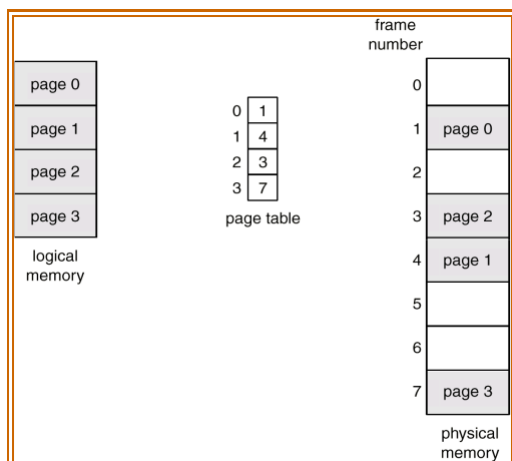 page 0
page 1
page 2
page 3
logical
memory
0 1
1 4
2 3
3 7
page table
frame
number
0
1 page 0
2
3 page 2
4 page 1
5
6
7 page 3
physical
memory